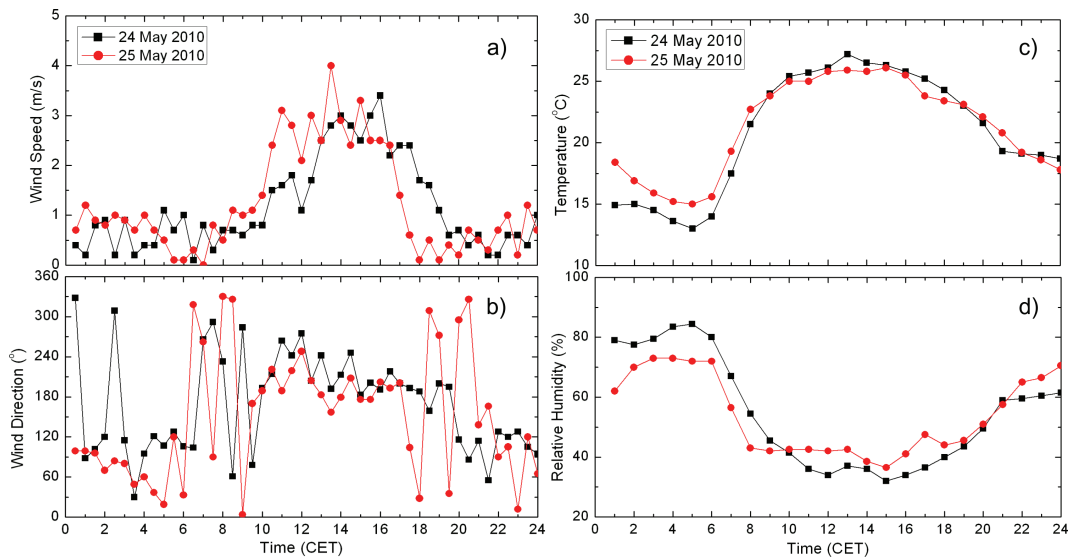 24 May 2010
25 May 2010
a)
Wind Speed (m/s)
4
3
2
1
0
b)
Wind Direction (°)
360
300
240
180
120
60
0
0 2 4 6 8 10 12 14 16 18 20 22 24
Time (CET)
24 May 2010
25 May 2010
c)
Temperature (°C)
30
25
20
15
10
d)
Relative Humidity (%)
100
80
60
40
20
0 2 4 6 8 10 12 14 16 18 20 22 24
Time (CET)